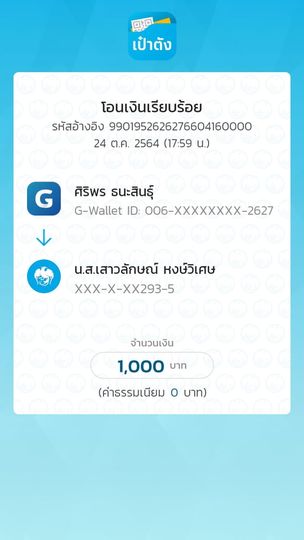 เป๋าตัง
โอนเงินเรียบร้อย
รหัสอ้างอิง 9901952626276604160000
24 ต.ค. 2564 (17:59 น.)
G
ศิริพร ธนะสินธุ์
G-Wallet ID: 006-XXXXXXXX-2627
น.ส.เสาวลักษณ์ หงษ์วิเศษ
XXX-X-XX293-5
จำนวนเงิน
1,000 บาท
(ค่าธรรมเนียม 0 บาท)